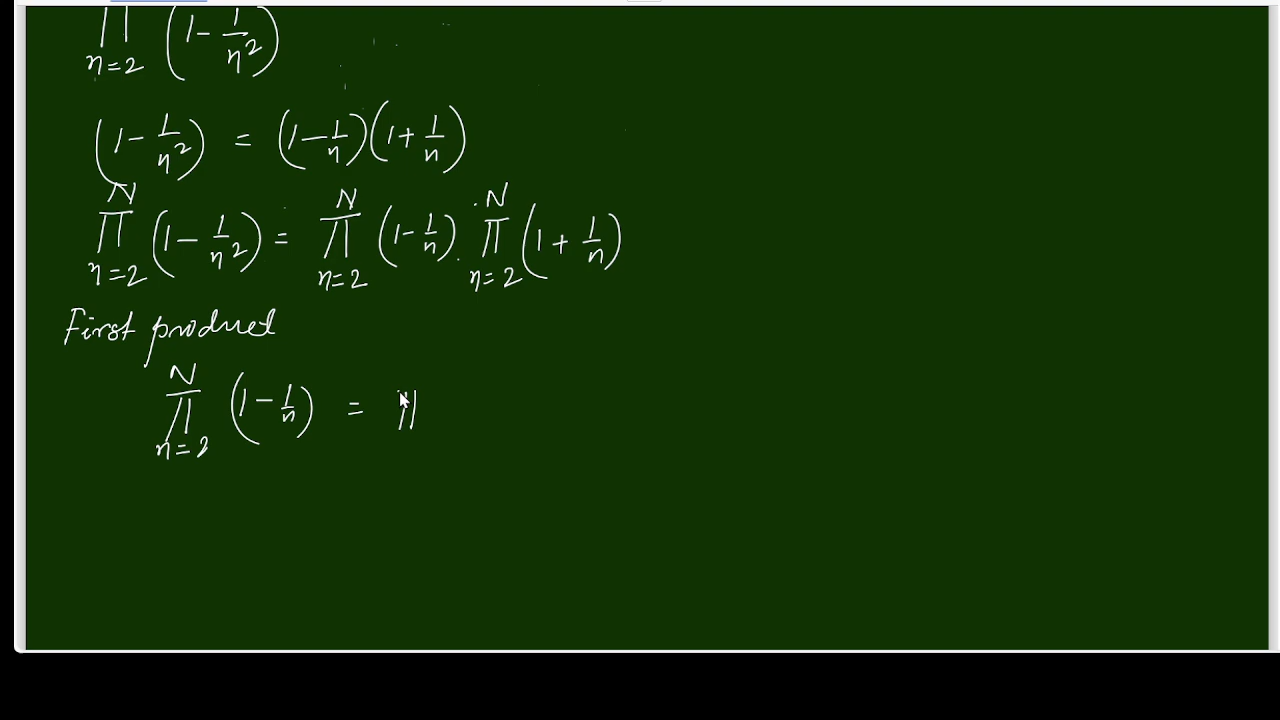 ∏ n=2 (1 - 1/n²)
(1 - 1/n²) = (1 - 1/n)(1 + 1/n)
N ∏ n=2 (1 - 1/n²) = N ∏ n=2 (1 - 1/n) . N ∏ n=2 (1 + 1/n)
First product
N ∏ n=2 (1 - 1/n) = ∏